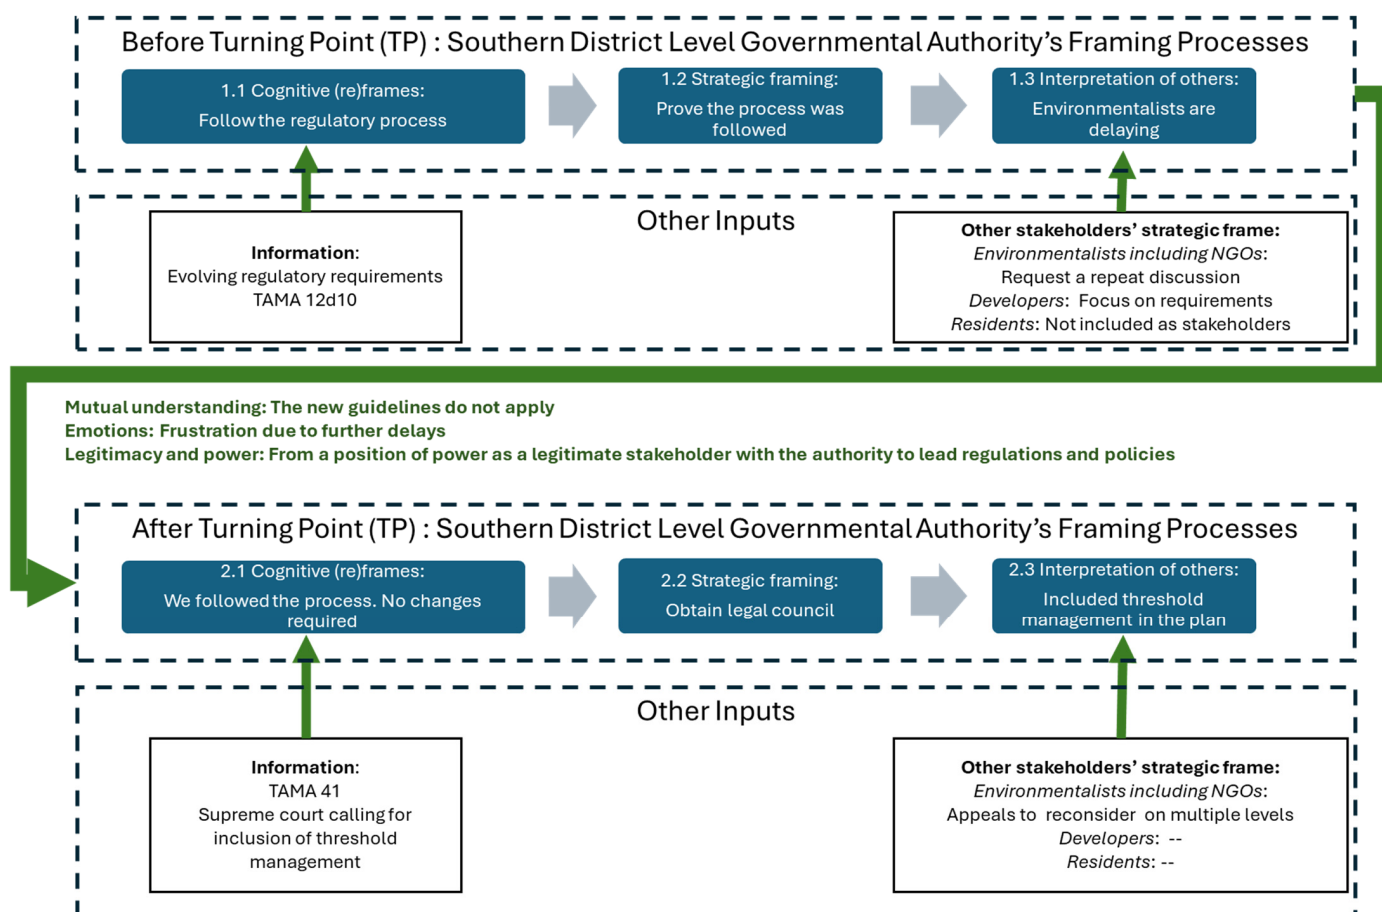 Before Turning Point (TP) : Southern District Level Governmental Authority's Framing Processes
1.1 Cognitive (re)frames:
Follow the regulatory process
1.2 Strategic framing:
Prove the process was
followed
1.3 Interpretation of others:
Environmentalists are
delaying
Other Inputs
Information:
Evolving regulatory requirements
TAMA 12d10
Other stakeholders' strategic frame:
Environmentalists including NGOs:
Request a repeat discussion
Developers: Focus on requirements
Residents: Not included as stakeholders
Mutual understanding: The new guidelines do not apply
Emotions: Frustration due to further delays
Legitimacy and power: From a position of power as a legitimate stakeholder with the authority to lead regulations and policies
After Turning Point (TP) : Southern District Level Governmental Authority's Framing Processes
2.1 Cognitive (re)frames:
We followed the process. No changes
required
2.2 Strategic framing:
Obtain legal council
2.3 Interpretation of others:
Included threshold
management in the plan
Other Inputs
Information:
TAMA 41
Supreme court calling for
inclusion of threshold
management
Other stakeholders' strategic frame:
Environmentalists including NGOs:
Appeals to reconsider on multiple levels
Developers: --
Residents: --